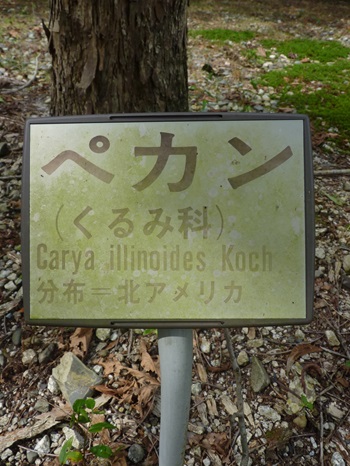 ペカン
(くるみ科)
Carya illinoides Koch
分布=北アメリカ